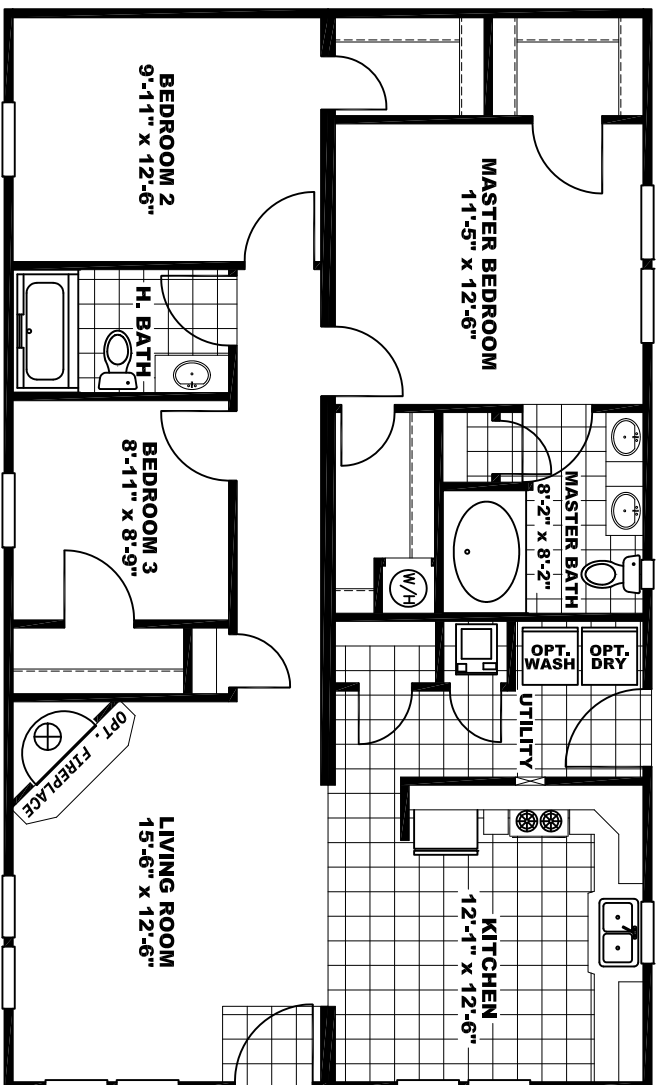 BEDROOM 2
9'-11" x 12'-6"
MASTER BEDROOM
11'-5" x 12'-6"
H. BATH
BEDROOM 3
8'-11" x 8'-9"
MASTER BATH
8'-2" x 8'-2"
W/H
OPT.
WASH
OPT.
DRY
UTILITY
OPT. FIREPLACE
LIVING ROOM
15'-6" x 12'-6"
KITCHEN
12'-1" x 12'-6"